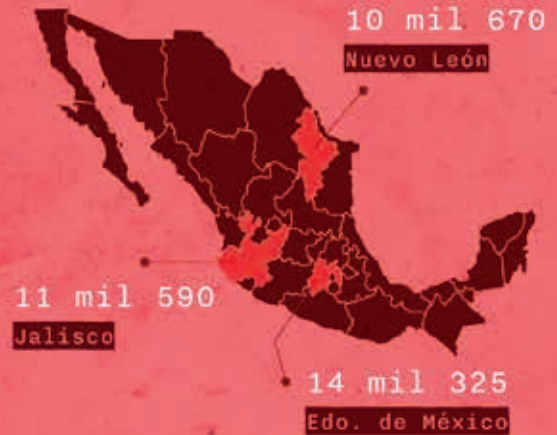 10 mil 670
Nuevo León
11 mil 590
Jalisco
14 mil 325
Edo. de México